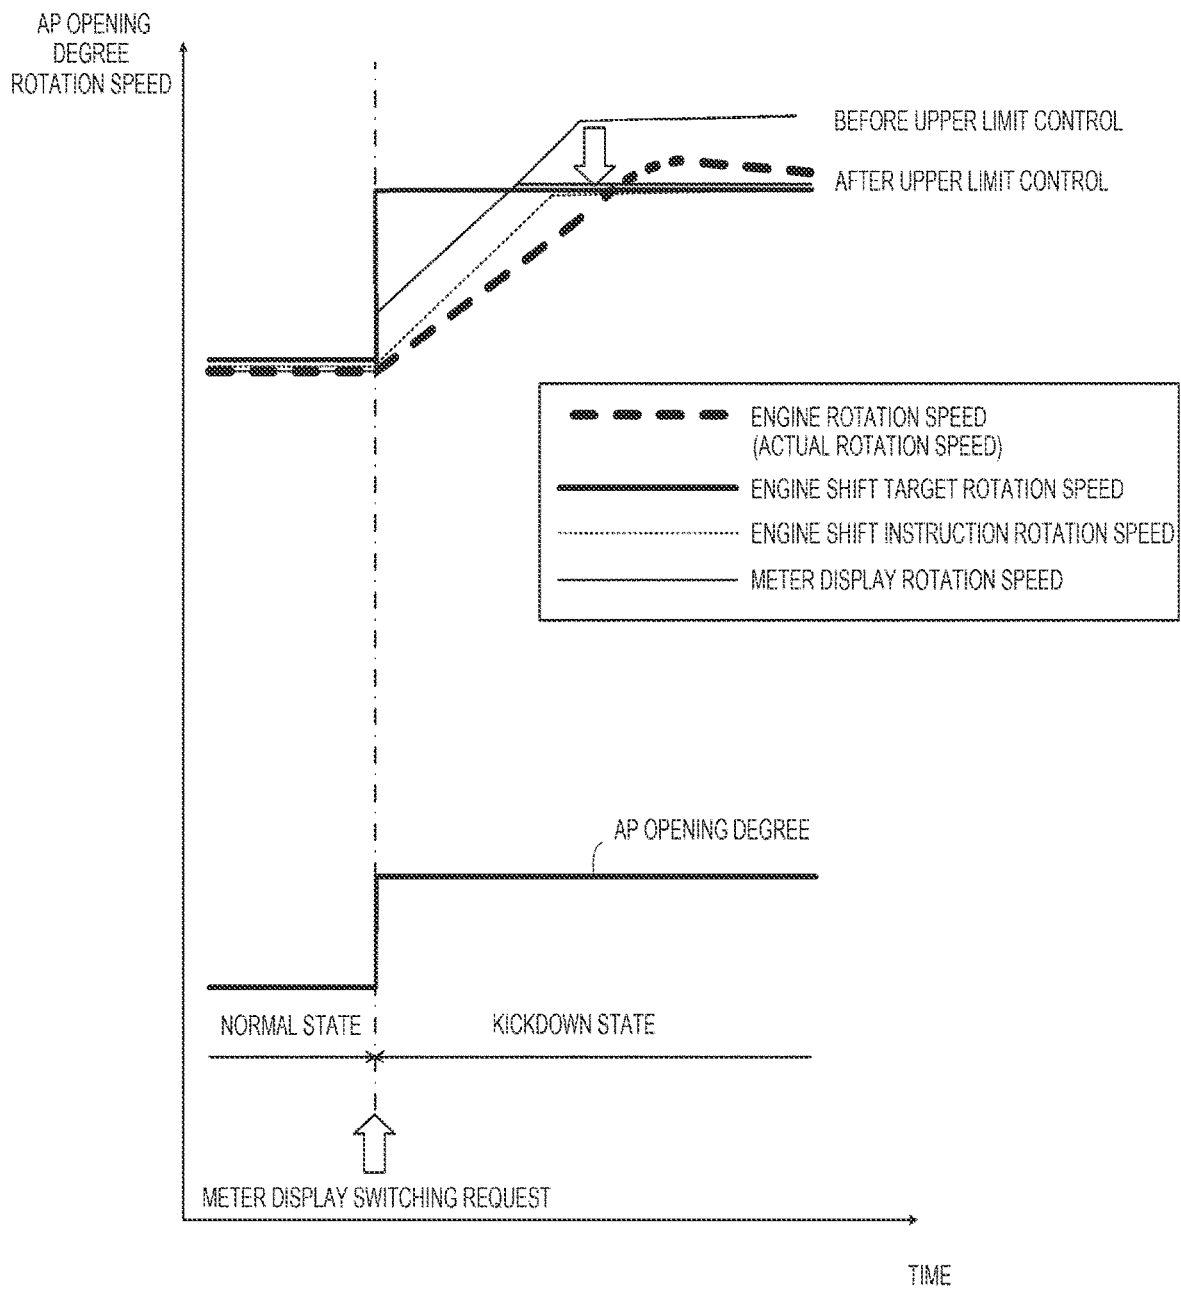 AP OPENING
DEGREE
ROTATION SPEED
BEFORE UPPER LIMIT CONTROL
AFTER UPPER LIMIT CONTROL
ENGINE ROTATION SPEED
(ACTUAL ROTATION SPEED)
ENGINE SHIFT TARGET ROTATION SPEED
ENGINE SHIFT INSTRUCTION ROTATION SPEED
METER DISPLAY ROTATION SPEED
AP OPENING DEGREE
NORMAL STATE
KICKDOWN STATE
METER DISPLAY SWITCHING REQUEST
TIME